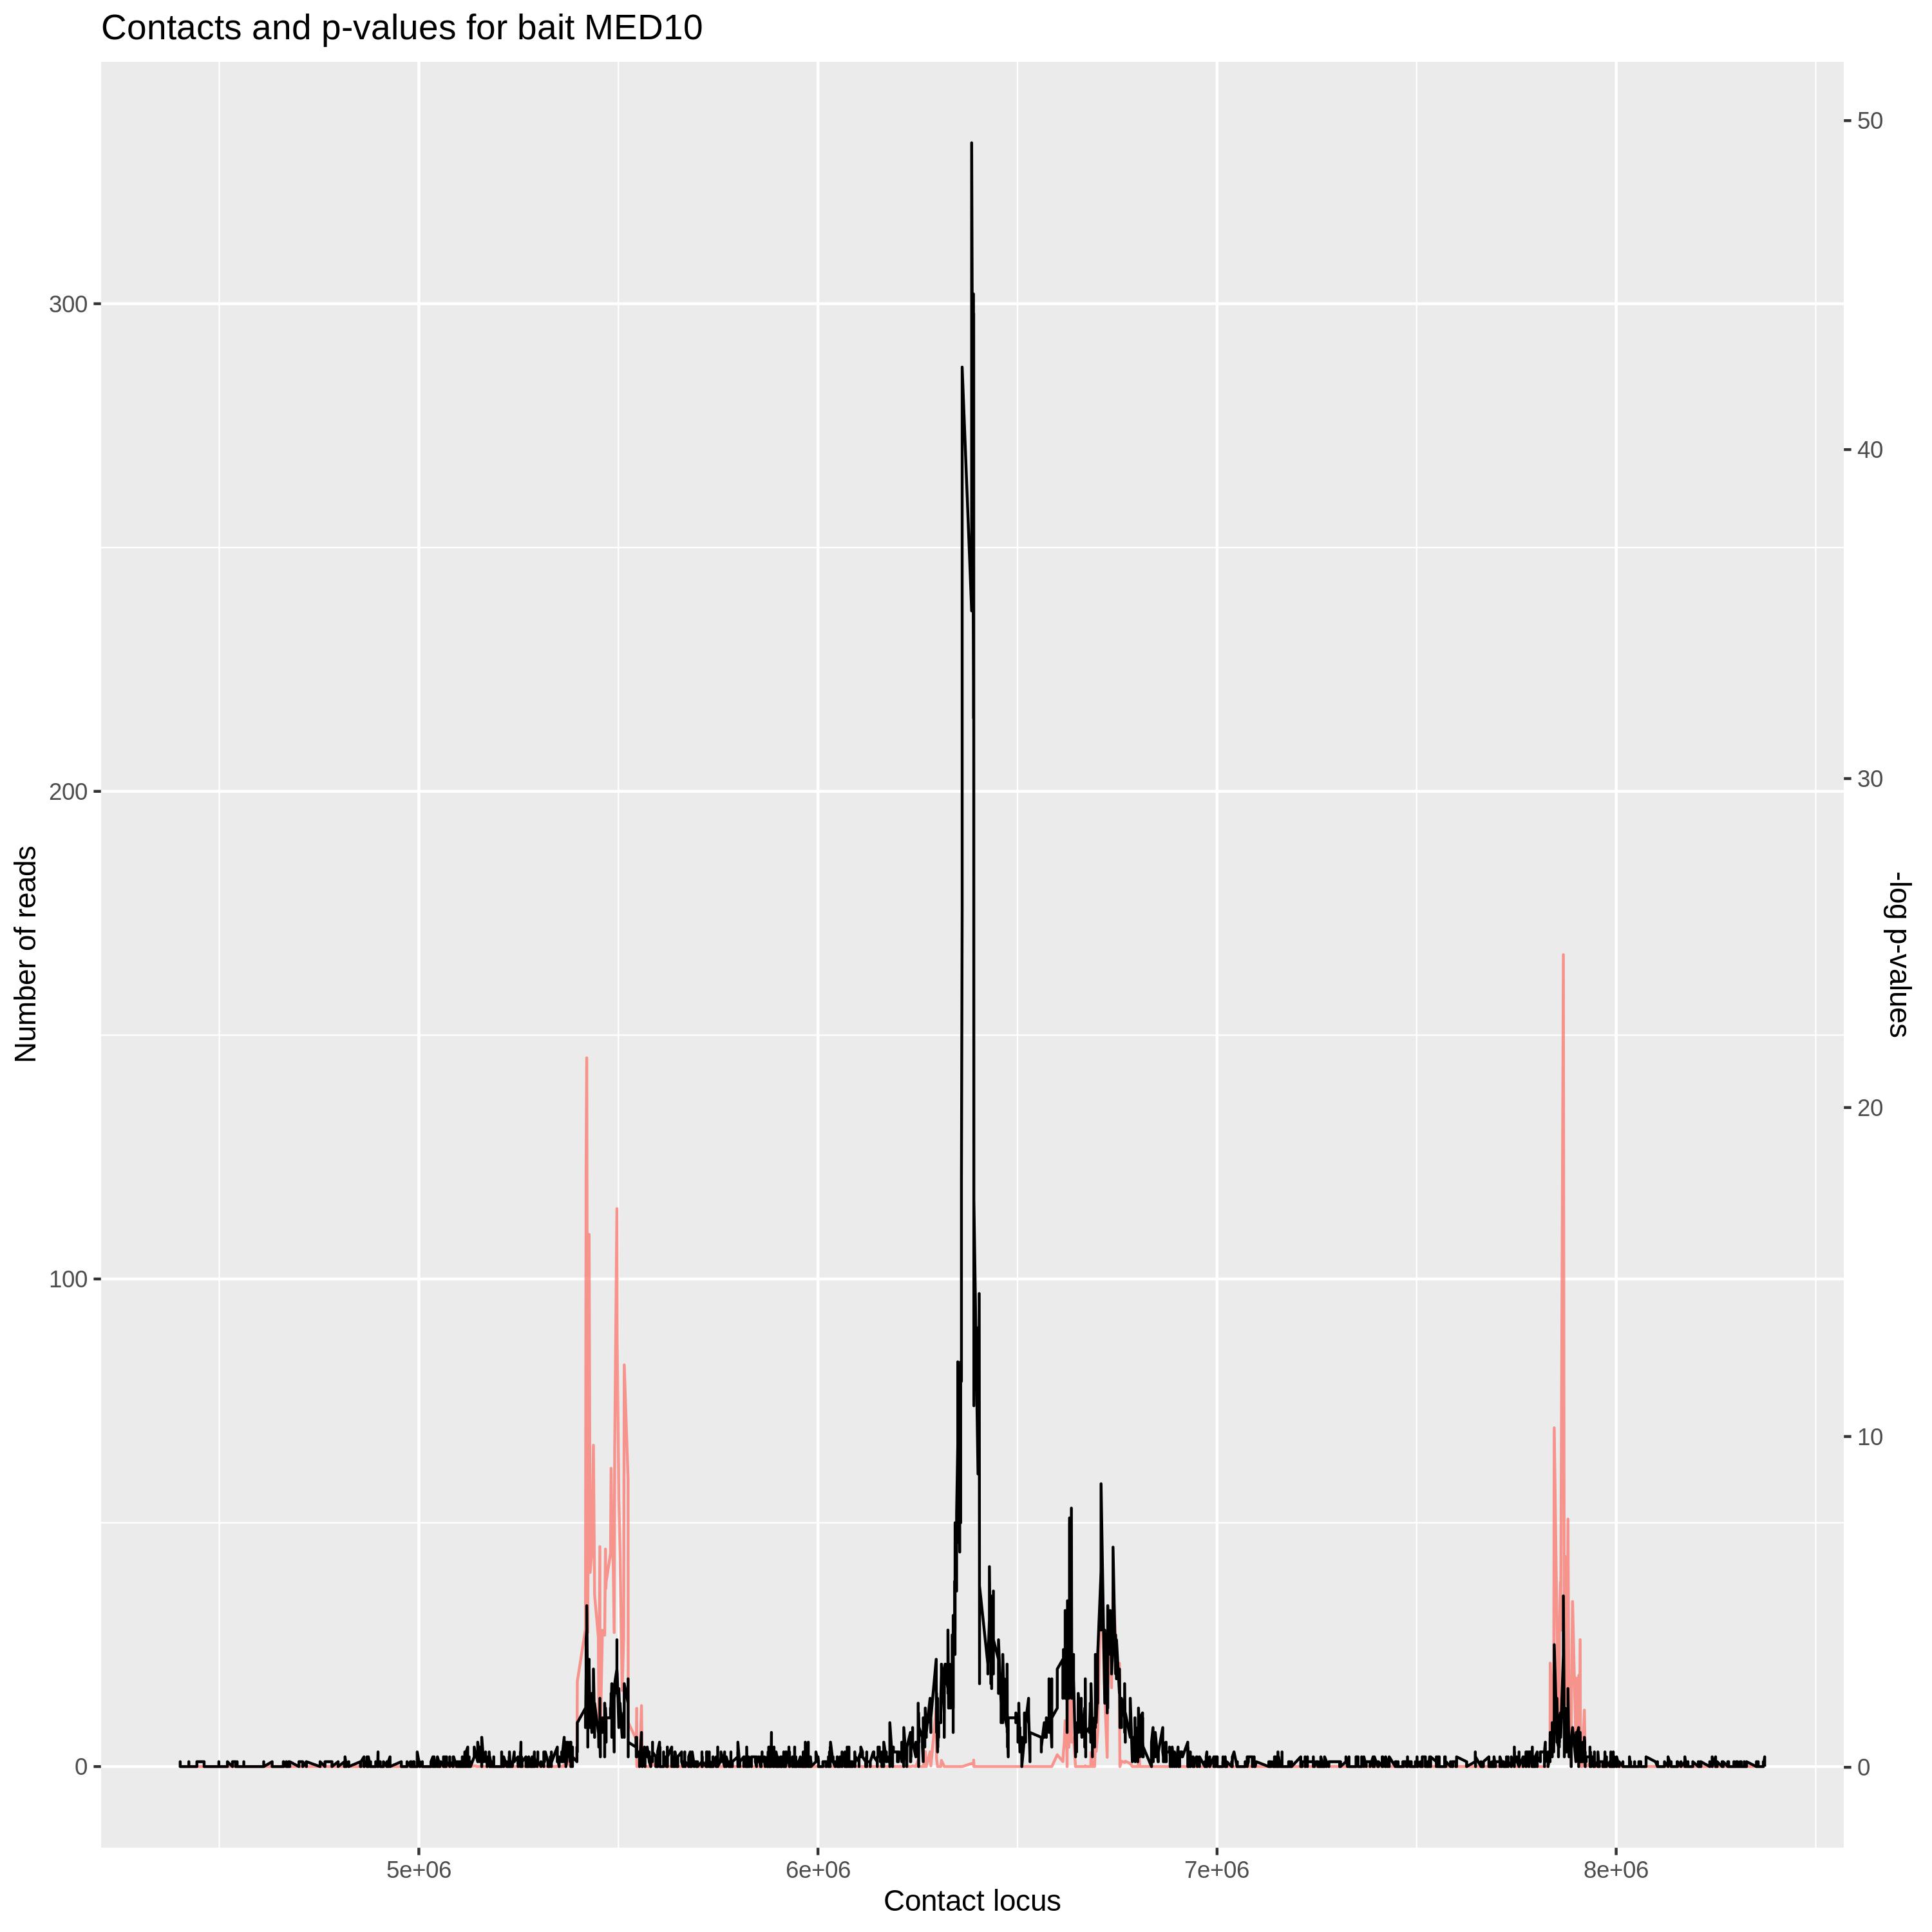 Contacts and p-values for bait MED10
50
300
40
200
30
Number of reads
-log p-values
20
100
10
0
0
5e+06
6e+06
7e+06
8e+06
Contact locus